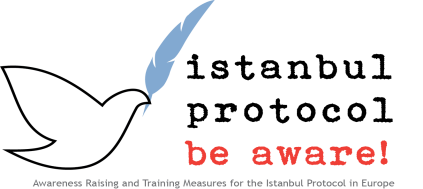 istanbul
protocol
be aware!
Awareness Raising and Training Measures for the Istanbul Protocol in Europe